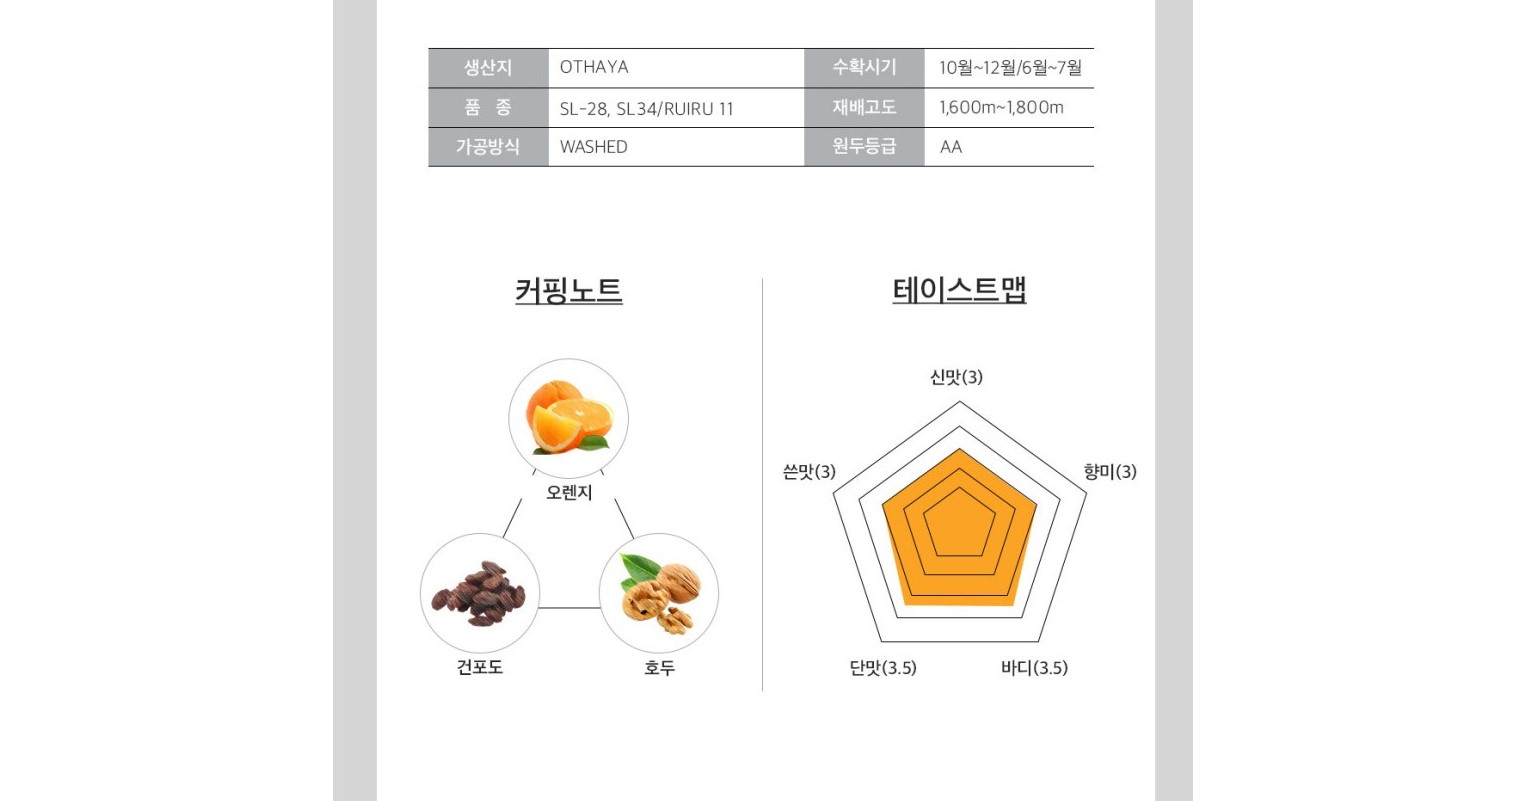 생산지 OTHAYA 수확시기 10월~12월/6월~7월
품 종 SL-28, SL34/RUIRU 11 재배고도 1,600m~1,800m
가공방식 WASHED 원두등급 AA
커핑노트
오렌지
건포도
호두
테이스트맵
신맛(3)
쓴맛(3)
향미(3)
단맛(3.5)
바디(3.5)